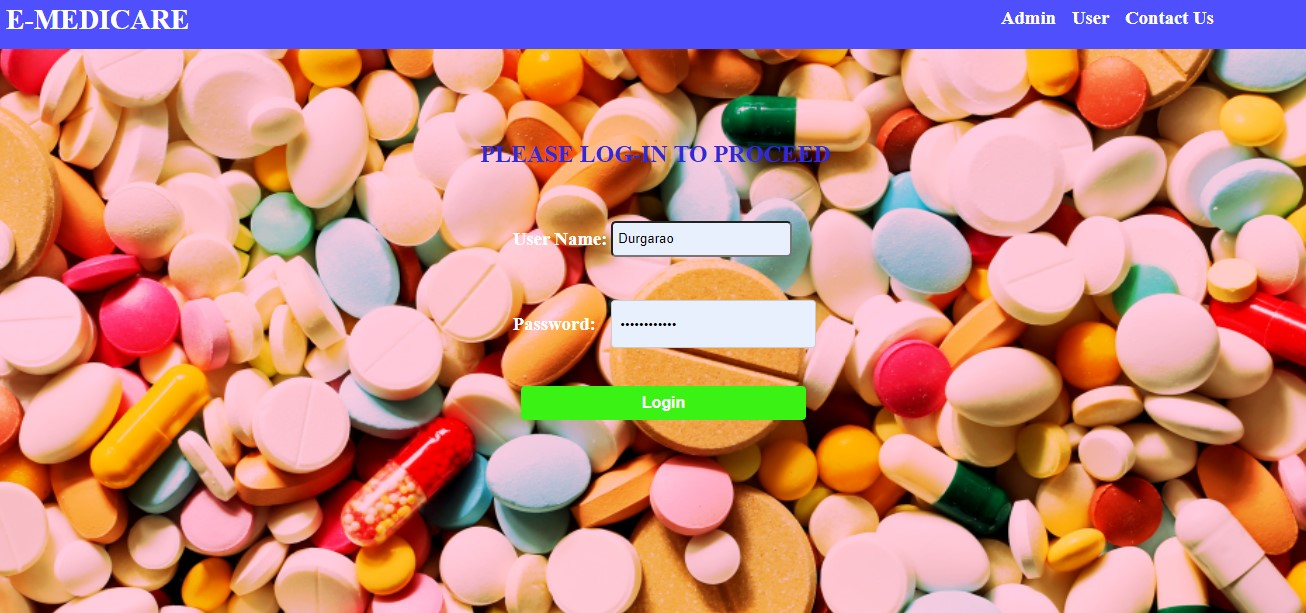 E-MEDICARE
Admin User Contact Us
PLEASE LOG-IN TO PROCEED
User Name: Durgarao
Password: ••••••••••••
Login